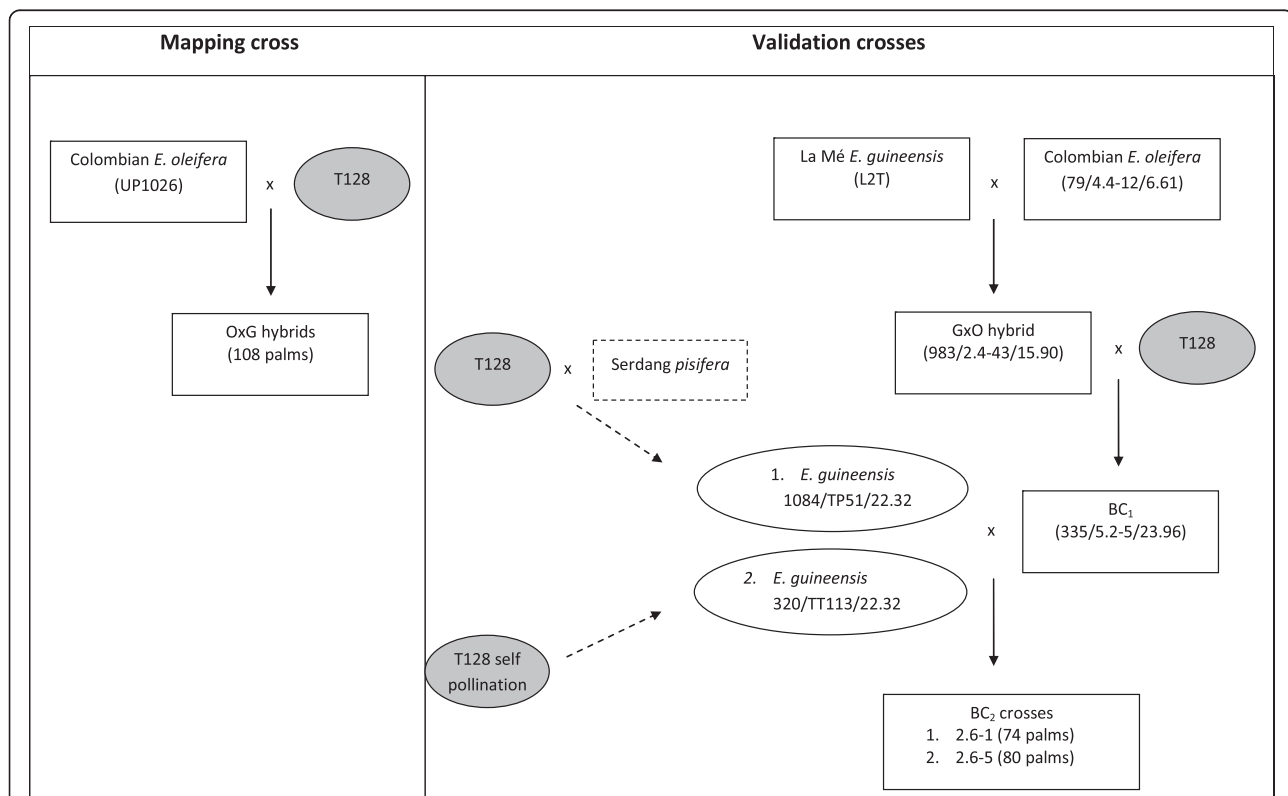 Mapping cross
Validation crosses
Colombian E. oleifera
(UP1026)
x
T128
OxG hybrids
(108 palms)
La Mé E. guineensis
(L2T)
x
Colombian E. oleifera
(79/4.4-12/6.61)
GxO hybrid
(983/2.4-43/15.90)
x
T128
T128
x
Serdang pisifera
1. E. guineensis
1084/TP51/22.32
x
BC₁
(335/5.2-5/23.96)
2. E. guineensis
320/TT113/22.32
T128 self
pollination
BC₂ crosses
1. 2.6-1 (74 palms)
2. 2.6-5 (80 palms)